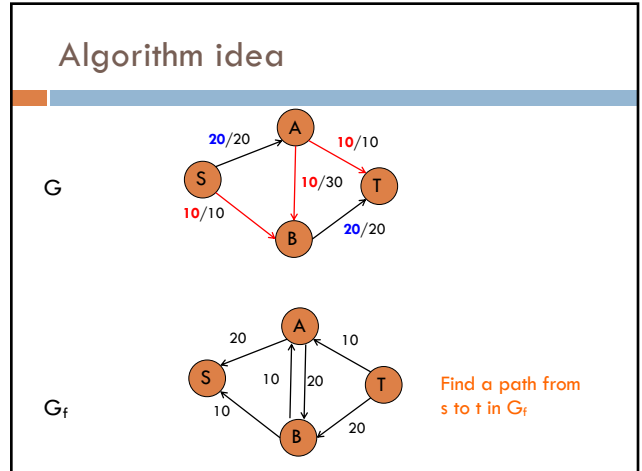 Algorithm idea
A
20/20
10/10
S
G
10/30
T
10/10
B
20/20
A
20
10
S
10
20
T
Find a path from
s to t in Gf
Gf
10
20
B